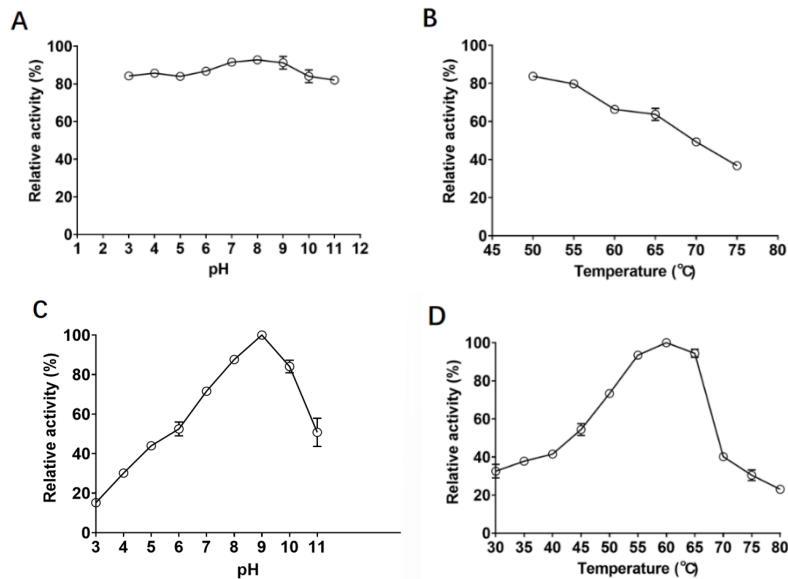 A
Relative activity (%)
100
80
60
40
20
0
1 2 3 4 5 6 7 8 9 10 11 12
pH
B
Relative activity (%)
100
80
60
40
20
0
45 50 55 60 65 70 75 80
Temperature (℃)
C
Relative activity (%)
100
80
60
40
20
0
3 4 5 6 7 8 9 10 11
pH
D
Relative activity (%)
100
80
60
40
20
0
30 35 40 45 50 55 60 65 70 75 80
Temperature (℃)